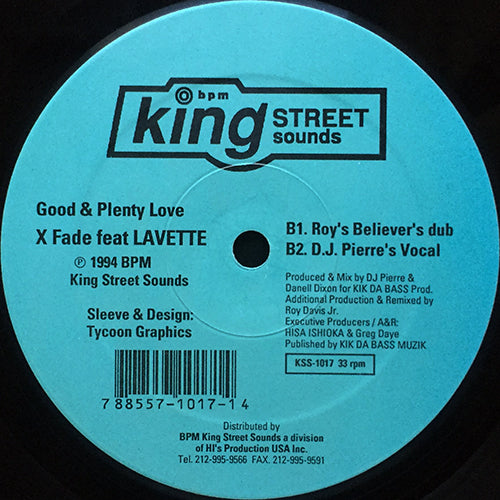 bpm
king STREET
sounds
Good & Plenty Love
X Fade feat LAVETTE
℗ 1994 BPM
King Street Sounds
Sleeve & Design:
Tycoon Graphics
B1. Roy's Believer's dub
B2. D.J. Pierre's Vocal
Produced & Mix by DJ Pierre &
Danell Dixon for KIK DA BASS Prod.
Additional Production & Remixed by
Roy Davis Jr.
Executive Producers / A&R:
HISA ISHIOKA & Greg Daye
Published by KIK DA BASS MUZIK.
KSS-1017 33 rpm
7 88557-1017-1 4
Distributed by
BPM King Street Sounds a division
of HI's Production USA Inc.
Tel. 212-995-9566 FAX. 212-995-9591